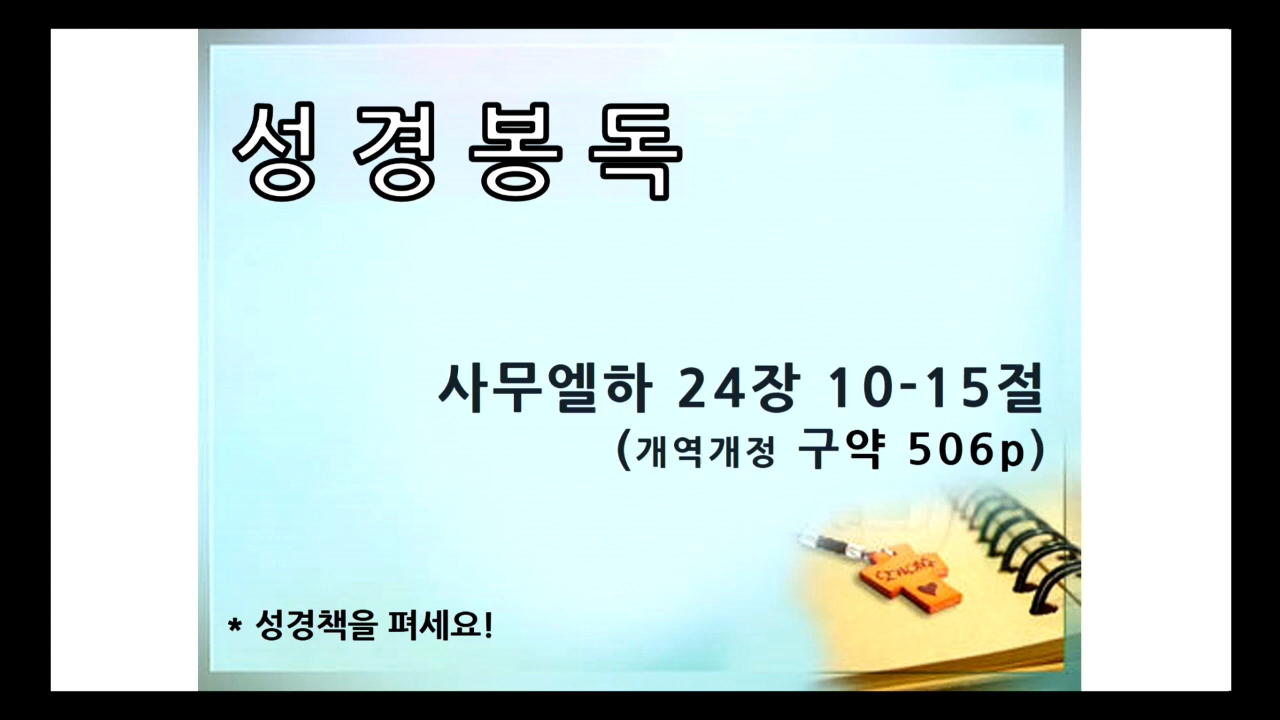 성경봉독
사무엘하 24장 10-15절
(개역개정 구약 506p)
* 성경책을 펴세요!